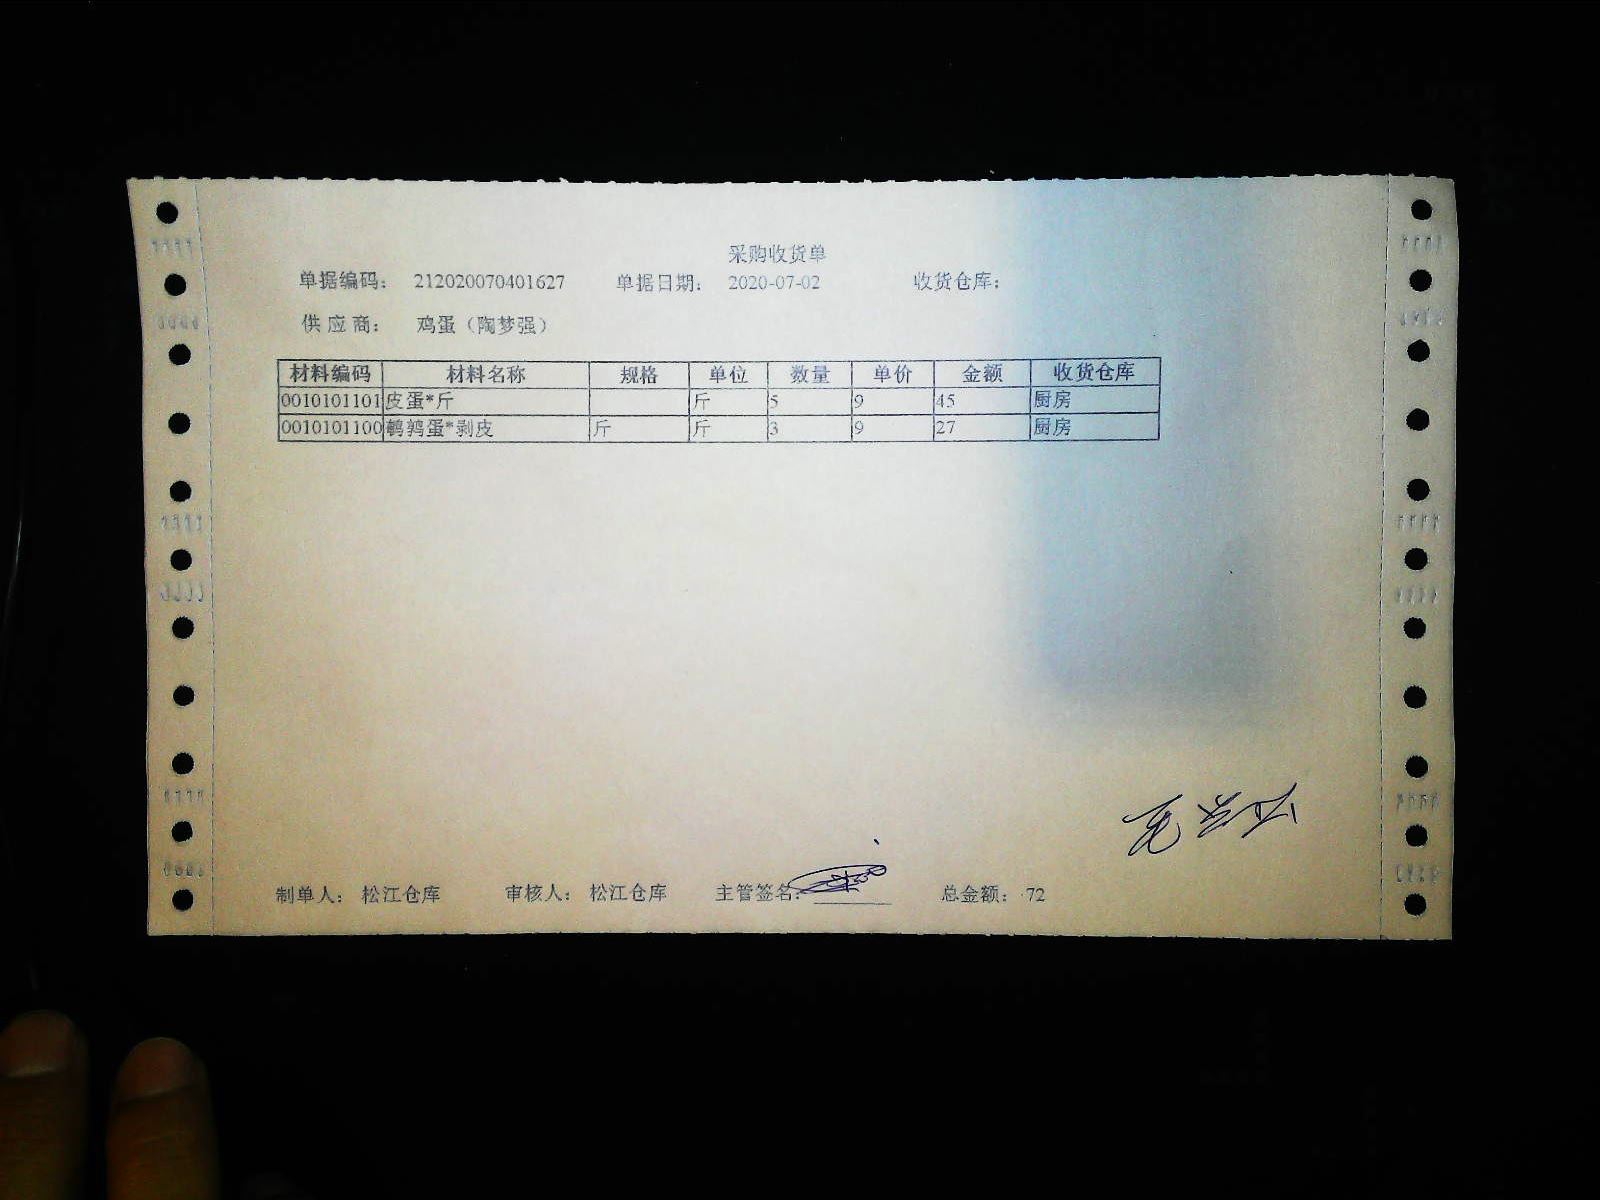 采购收货单
单据编码： 212020070401627 单据日期： 2020-07-02 收货仓库：
供应商： 鸡蛋（陶梦强）
材料编码 材料名称 规格 单位 数量 单价 金额 收货仓库
0010101101 皮蛋*斤 斤 5 9 45 厨房
0010101100 鹌鹑蛋*剥皮 斤 斤 3 9 27 厨房
制单人： 松江仓库 审核人： 松江仓库 主管签名： 总金额： 72